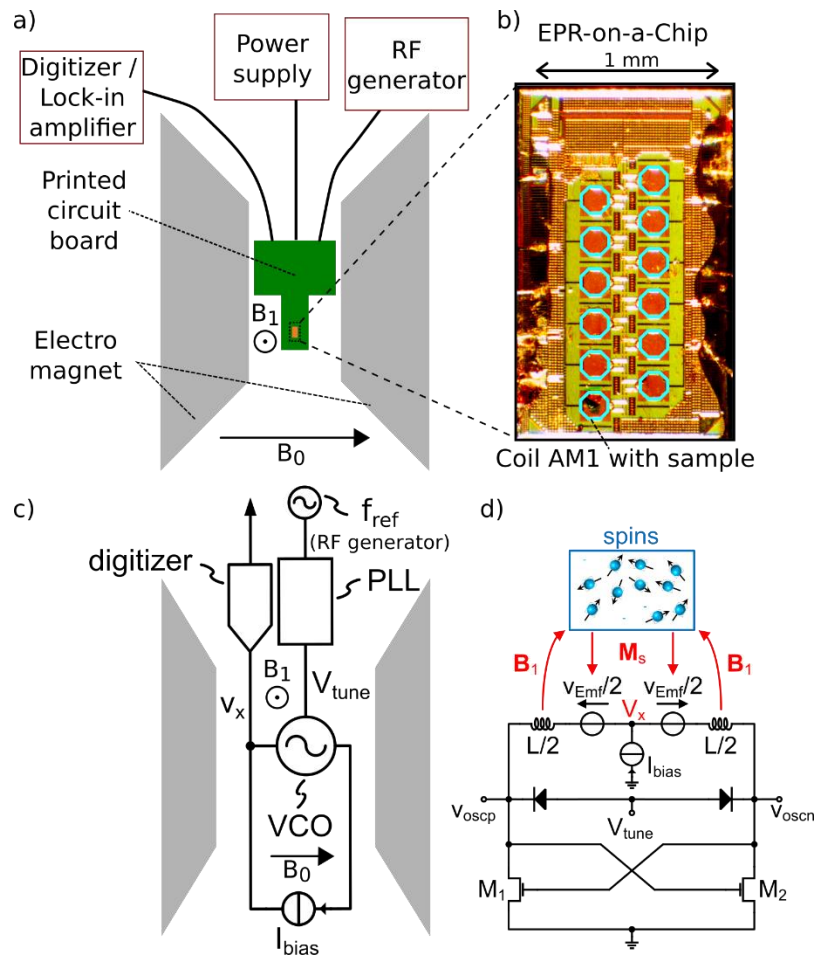 a)
Digitizer /
Lock-in
amplifier
Power
supply
RF
generator
Printed
circuit
board
B1
Electro
magnet
B0
b)
EPR-on-a-Chip
1 mm
Coil AM1 with sample
c)
fref
(RF generator)
digitizer
PLL
B1
Vtune
vx
VCO
B0
Ibias
d)
spins
B1
Ms
B1
vEmf/2
vEmf/2
Vx
L/2
L/2
Ibias
voscp
voscn
Vtune
M1
M2